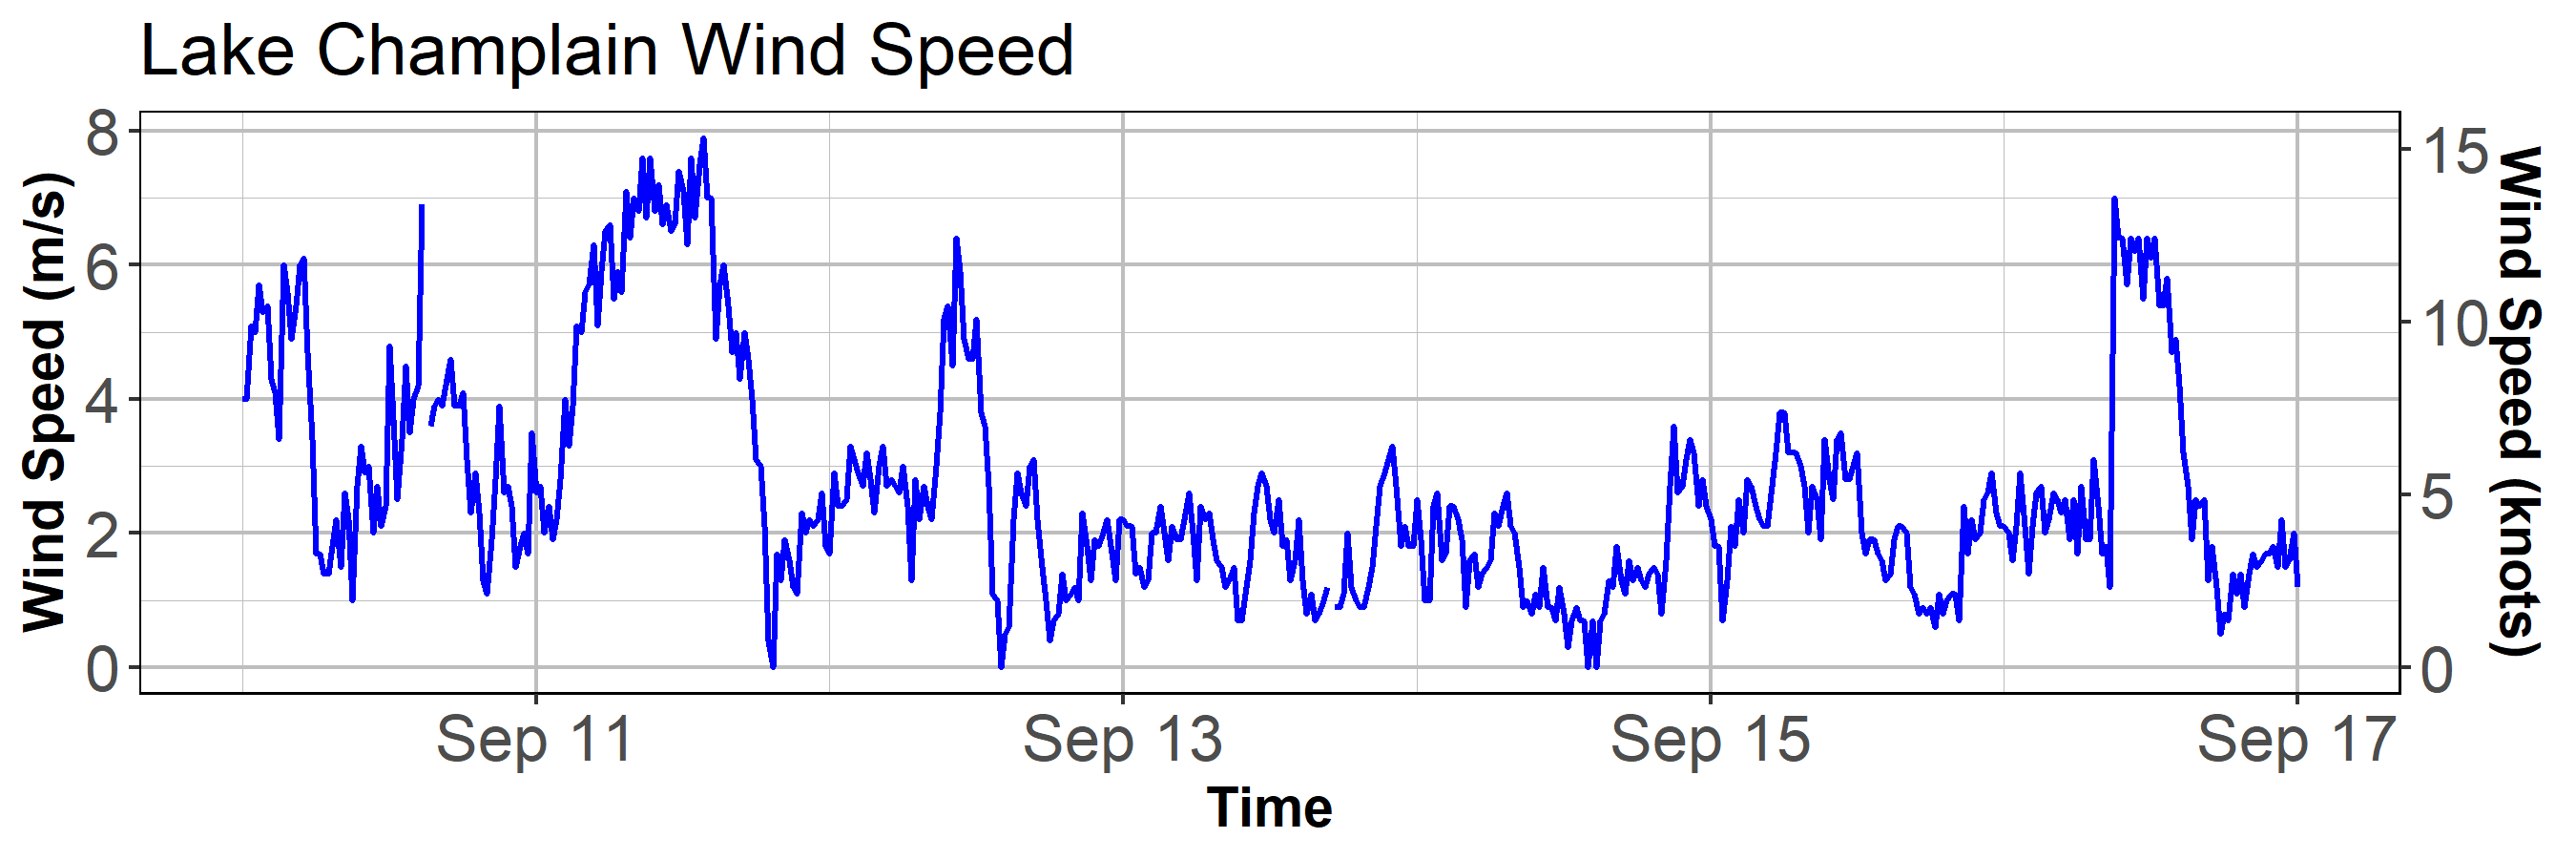 Lake Champlain Wind Speed
Wind Speed (m/s)
8
6
4
2
0
15
10
5
0
Wind Speed (knots)
Sep 11 Sep 13 Sep 15 Sep 17
Time